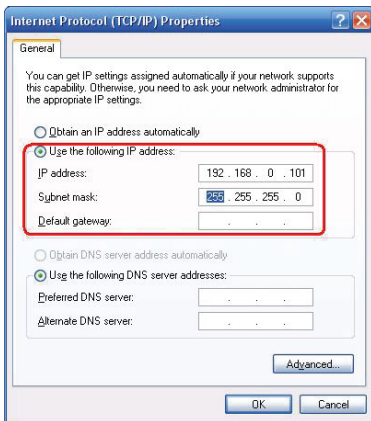 Internet Protocol (TCP/IP) Properties
General
You can get IP settings assigned automatically if your network supports
this capability. Otherwise, you need to ask your network administrator for
the appropriate IP settings.
Obtain an IP address automatically
Use the following IP address:
IP address: 192 . 168 . 0 . 101
Subnet mask: 255 . 255 . 255 . 0
Default gateway: . . .
Obtain DNS server address automatically
Use the following DNS server addresses:
Preferred DNS server: . . .
Alternate DNS server: . . .
Advanced...
OK Cancel